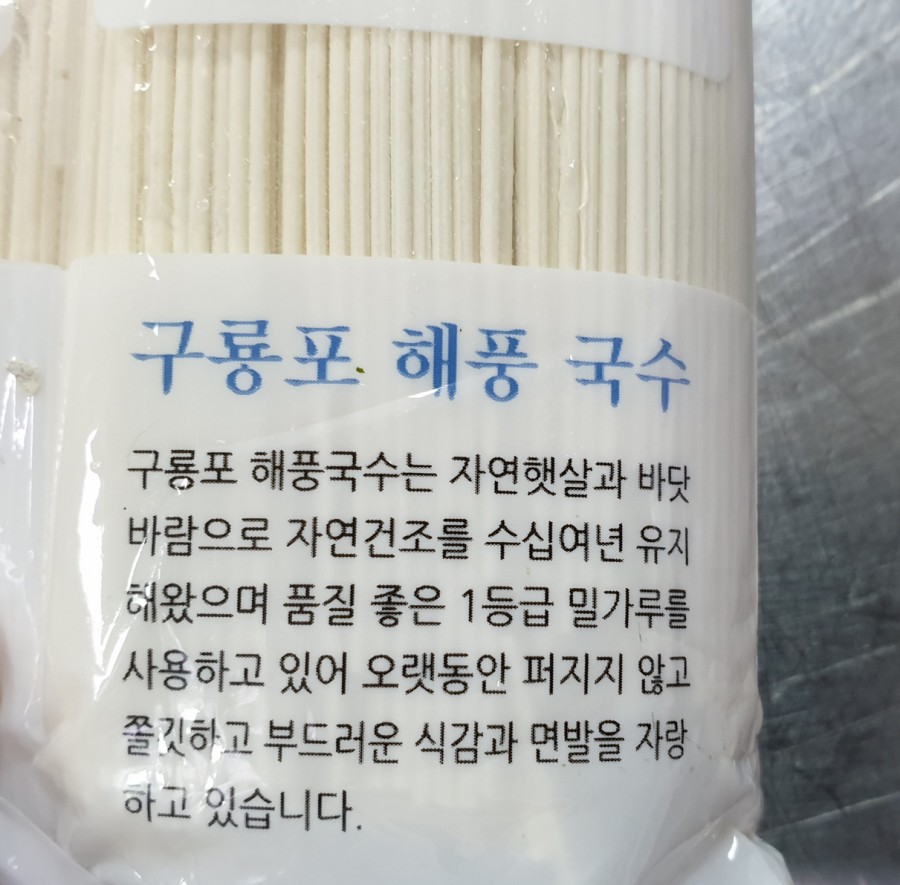 구룡포 해풍 국수
구룡포 해풍국수는 자연햇살과 바닷
바람으로 자연건조를 수십여년 유지
해왔으며 품질 좋은 1등급 밀가루를
사용하고 있어 오랫동안 퍼지지 않고
쫄깃하고 부드러운 식감과 면발을 자랑
하고 있습니다.